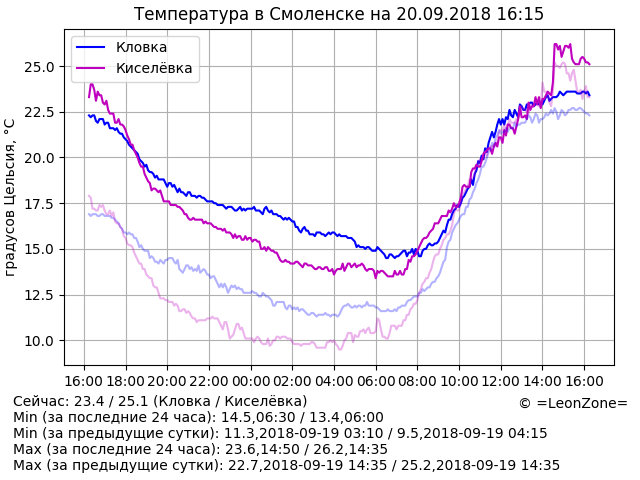 Температура в Смоленске на 20.09.2018 16:15
Кловка
Киселёвка
градусов Цельсия, °C
25.0
22.5
20.0
17.5
15.0
12.5
10.0
16:00 18:00 20:00 22:00 00:00 02:00 04:00 06:00 08:00 10:00 12:00 14:00 16:00
Сейчас: 23.4 / 25.1 (Кловка / Киселёвка)
© =LeonZone=
Min (за последние 24 часа): 14.5,06:30 / 13.4,06:00
Min (за предыдущие сутки): 11.3,2018-09-19 03:10 / 9.5,2018-09-19 04:15
Max (за последние 24 часа): 23.6,14:50 / 26.2,14:35
Max (за предыдущие сутки): 22.7,2018-09-19 14:35 / 25.2,2018-09-19 14:35